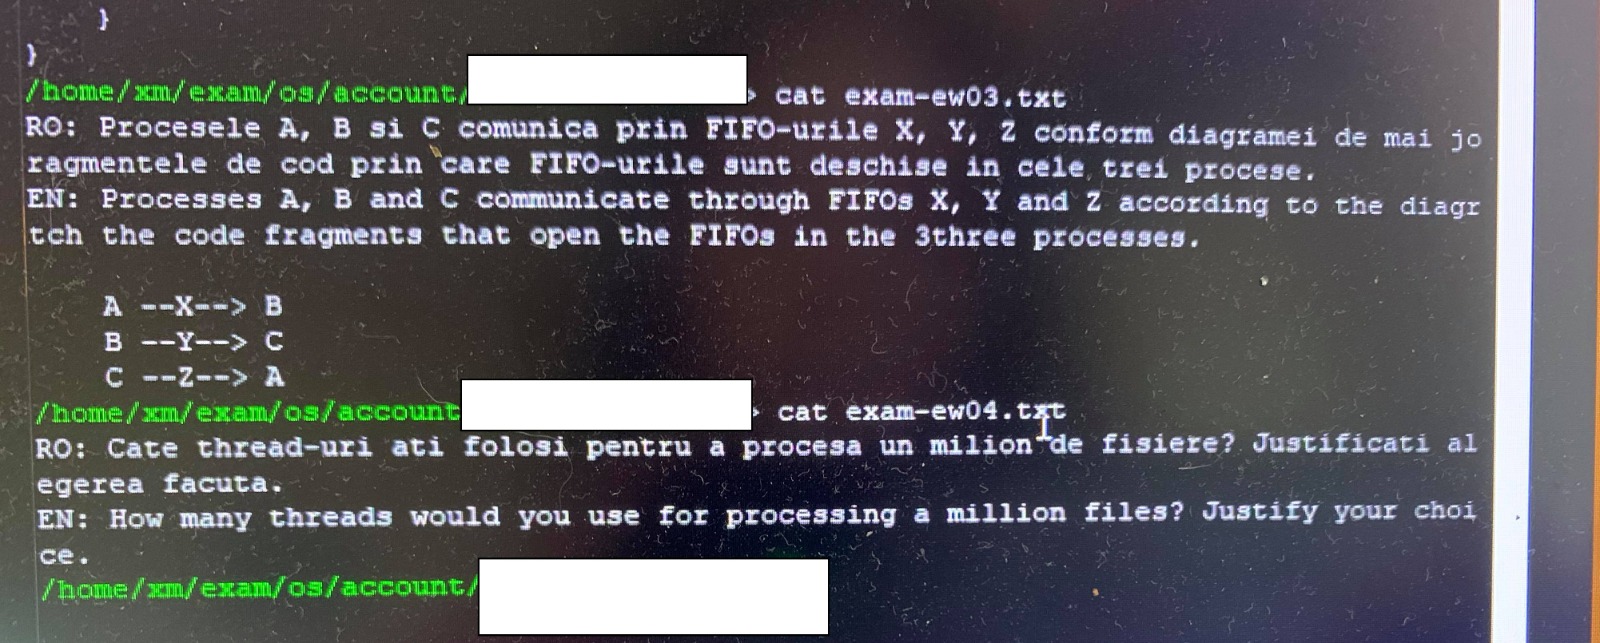 }
}
/home/xm/exam/os/account/ > cat exam-ew03.txt
RO: Procesele A, B si C comunica prin FIFO-urile X, Y, Z conform diagramei de mai jo
ragmentele de cod prin care FIFO-urile sunt deschise in cele trei procese.
EN: Processes A, B and C communicate through FIFOs X, Y and Z according to the diagr
tch the code fragments that open the FIFOs in the 3three processes.
A --X--> B
B --Y--> C
C --Z--> A
/home/xm/exam/os/account > cat exam-ew04.txt
RO: Cate thread-uri ati folosi pentru a procesa un milion de fisiere? Justificati al
egerea facuta.
EN: How many threads would you use for processing a million files? Justify your choi
ce.
/home/xm/exam/os/account/